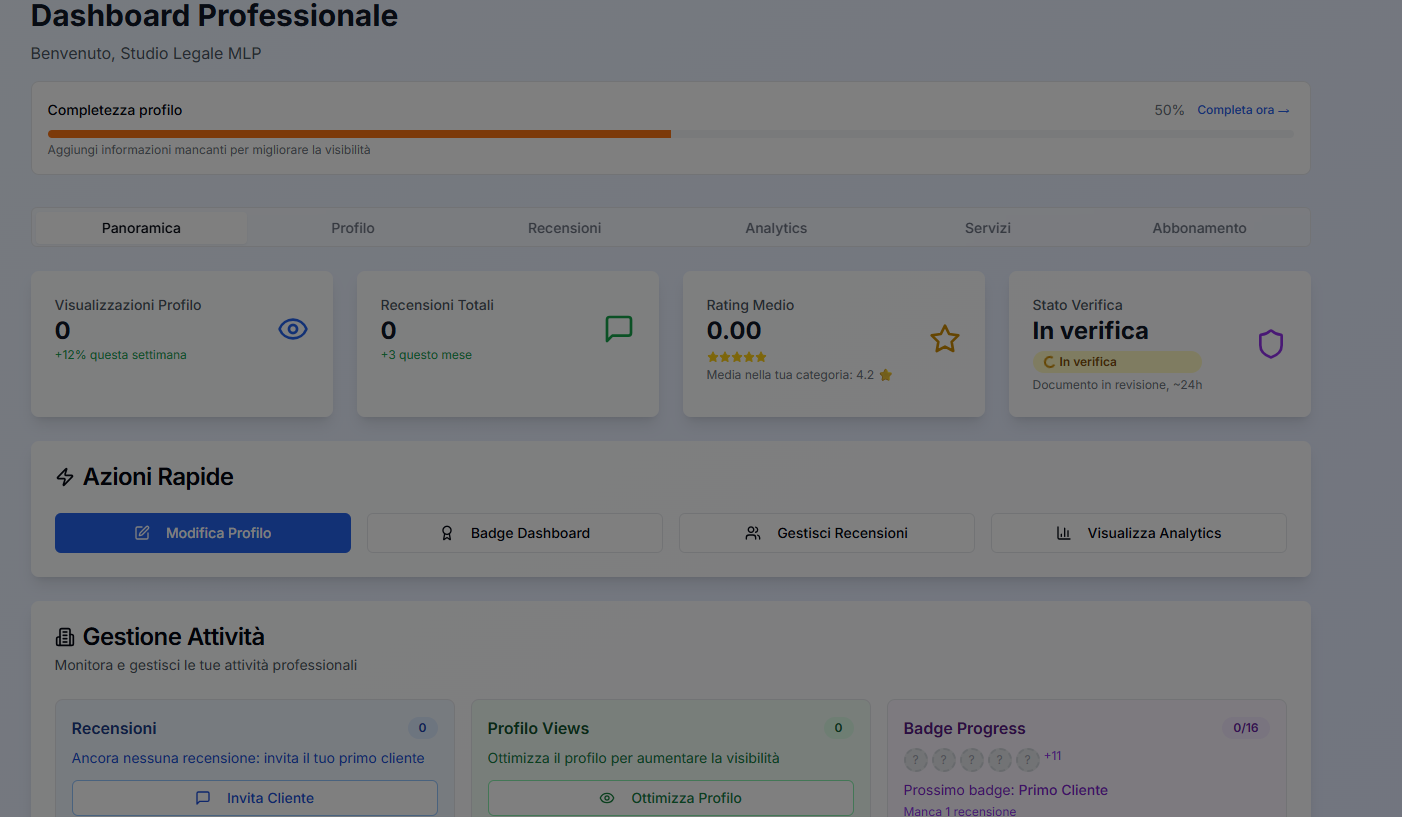 Dashboard Professionale
Benvenuto, Studio Legale MLP
Completezza profilo
50% Completa ora →
Aggiungi informazioni mancanti per migliorare la visibilità
Panoramica Profilo Recensioni Analytics Servizi Abbonamento
Visualizzazioni Profilo
0
+12% questa settimana
Recensioni Totali
0
+3 questo mese
Rating Medio
0.00
Media nella tua categoria: 4.2
Stato Verifica
In verifica
In verifica
Documento in revisione, ~24h
Azioni Rapide
Modifica Profilo
Badge Dashboard
Gestisci Recensioni
Visualizza Analytics
Gestione Attività
Monitora e gestisci le tue attività professionali
Recensioni 0
Ancora nessuna recensione: invita il tuo primo cliente
Invita Cliente
Profilo Views 0
Ottimizza il profilo per aumentare la visibilità
Ottimizza Profilo
Badge Progress 0/16
? ? ? ? ? +11
Prossimo badge: Primo Cliente
Manca 1 recensione